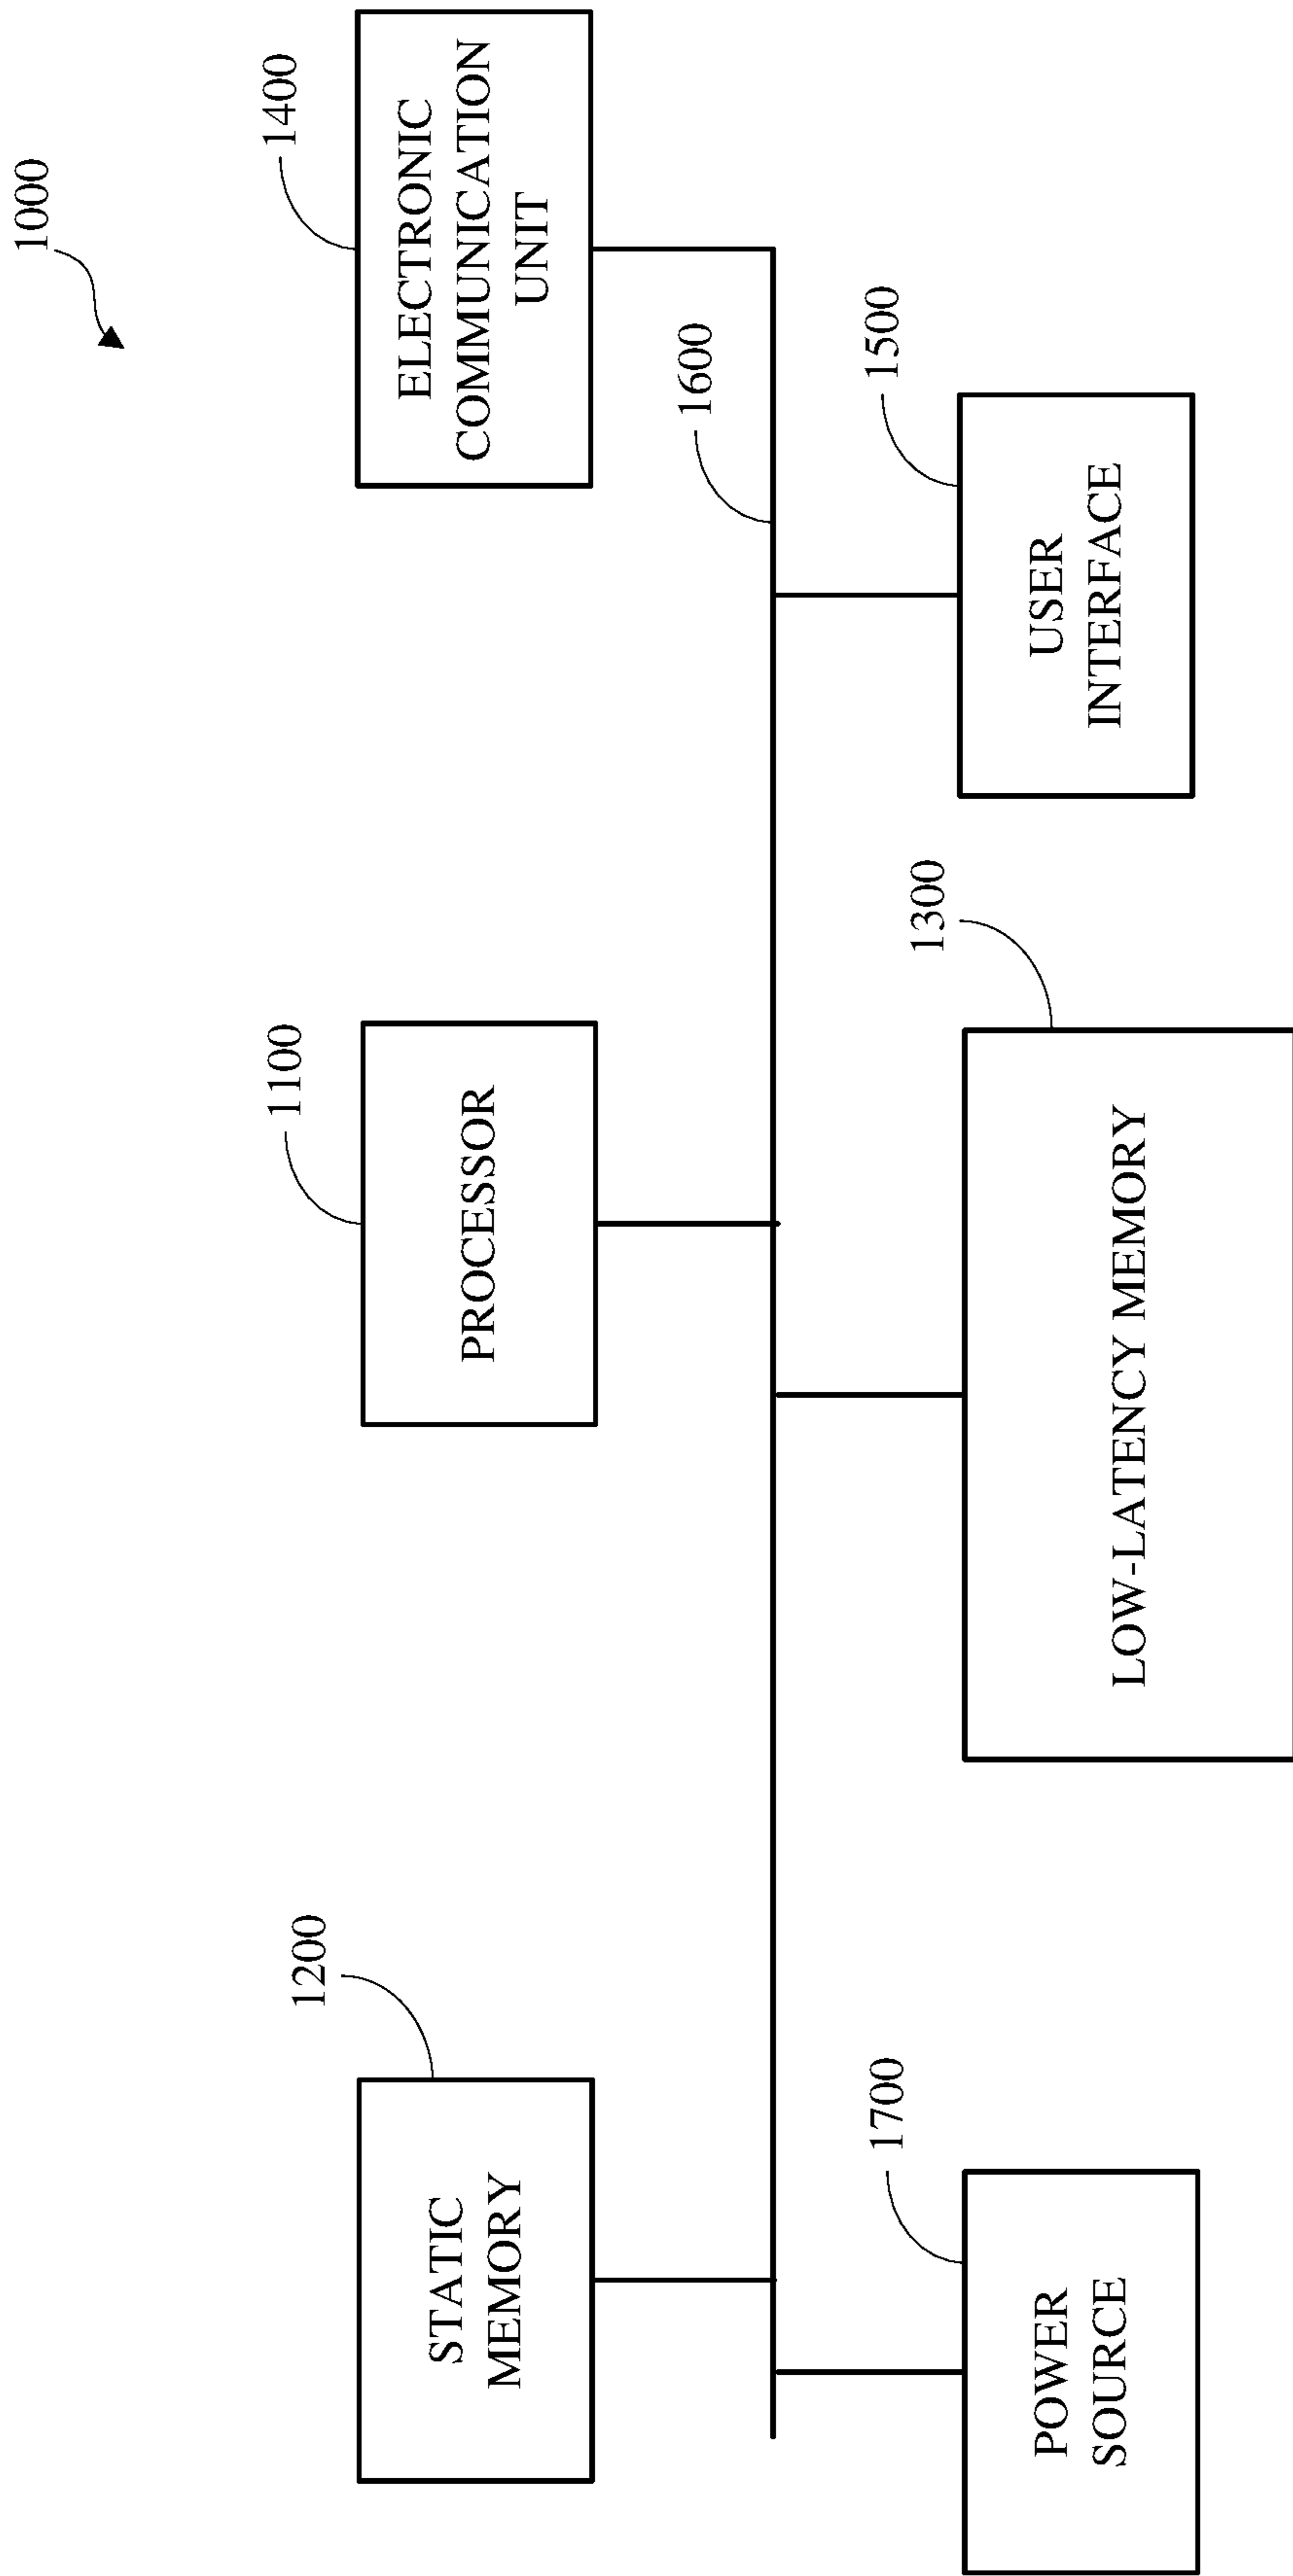 1000
1200
STATIC
MEMORY
1100
PROCESSOR
1400
ELECTRONIC
COMMUNICATION
UNIT
1600
1700
POWER
SOURCE
1300
LOW-LATENCY MEMORY
1500
USER
INTERFACE